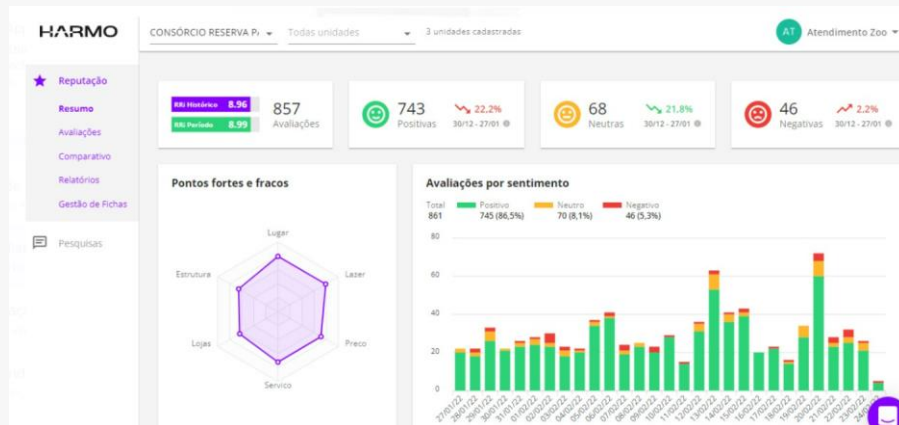 HARMO
CONSÓRCIO RESERVA P
Todas unidades
3 unidades cadastradas
AT
Atendimento Zoo
Reputação
Resumo
Avaliações
Comparativo
Relatórios
Gestão de Fichas
Pesquisas
RRi Histórico 8.96
RRi Período 8.99
857
Avaliações
743
Positivas
22,2%
30/12 - 27/01
68
Neutras
21,8%
30/12 - 27/01
46
Negativas
2.2%
30/12 - 27/01
Pontos fortes e fracos
Lugar
Lazer
Preco
Servico
Lojas
Estrutura
Avaliações por sentimento
Total
861
Positivo
745 (86,5%)
Neutro
70 (8,1%)
Negativo
46 (5,3%)
80
60
40
20
0
27/01/22
28/01/22
29/01/22
30/01/22
31/01/22
01/02/22
02/02/22
03/02/22
04/02/22
05/02/22
06/02/22
07/02/22
08/02/22
09/02/22
10/02/22
11/02/22
12/02/22
13/02/22
14/02/22
15/02/22
16/02/22
17/02/22
18/02/22
19/02/22
20/02/22
21/02/22
22/02/22
23/02/22